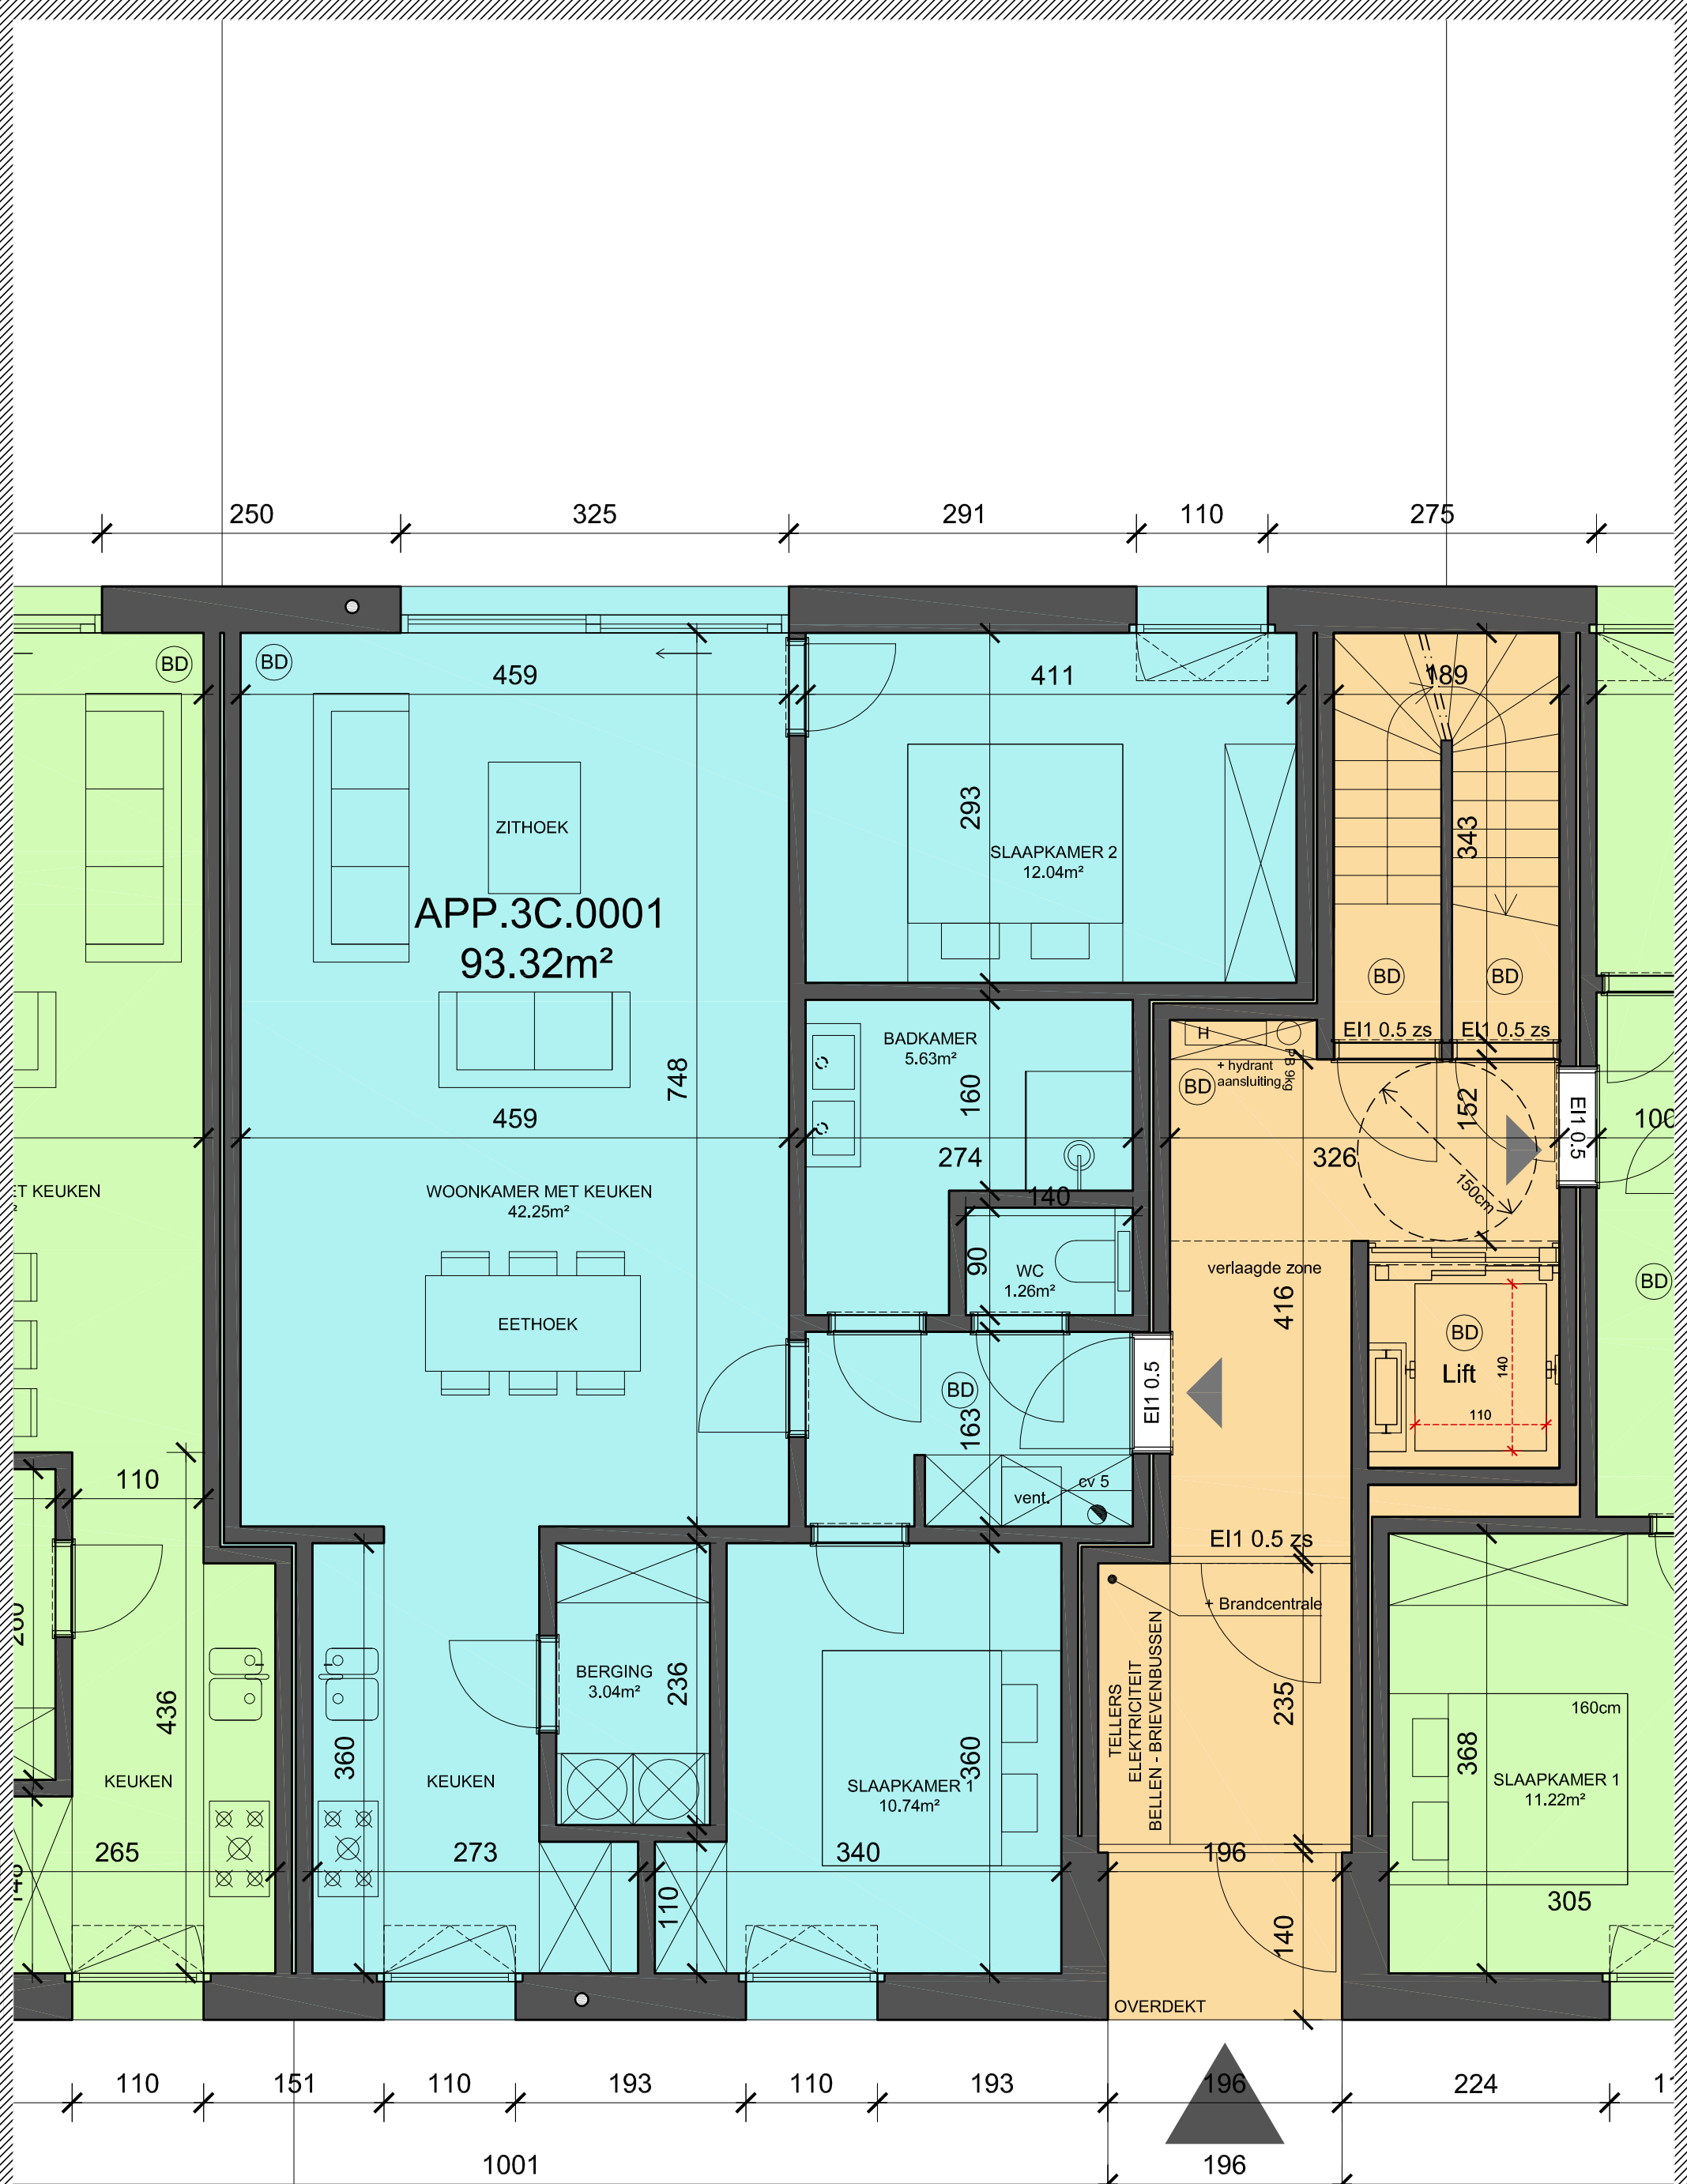 250
325
291
110
275
BD
BD
459
411
189
ZITHOEK
293
343
SLAAPKAMER 2
12.04m²
APP.3C.0001
93.32m²
BD
BD
EI1 0.5 zs
EI1 0.5 zs
H
+ hydrant
aansluiting
PB 9kg
BADKAMER
5.63m²
BD
748
160
152
EI1 0.5
459
274
326
100
150cm
ET KEUKEN
WOONKAMER MET KEUKEN
42.25m²
140
90
WC
1.26m²
verlaagde zone
416
BD
EETHOEK
BD
Lift
140
110
BD
163
EI1 0.5
110
cv 5
vent.
EI1 0.5 zs
+ Brandcentrale
260
BERGING
3.04m²
236
436
360
360
TELLERS
ELEKTRICITEIT
BELLEN - BRIEVENBUSSEN
235
368
160cm
KEUKEN
KEUKEN
SLAAPKAMER 1
10.74m²
SLAAPKAMER 1
11.22m²
265
273
340
196
110
305
140
OVERDEKT
110
151
110
193
110
193
196
224
1001
196